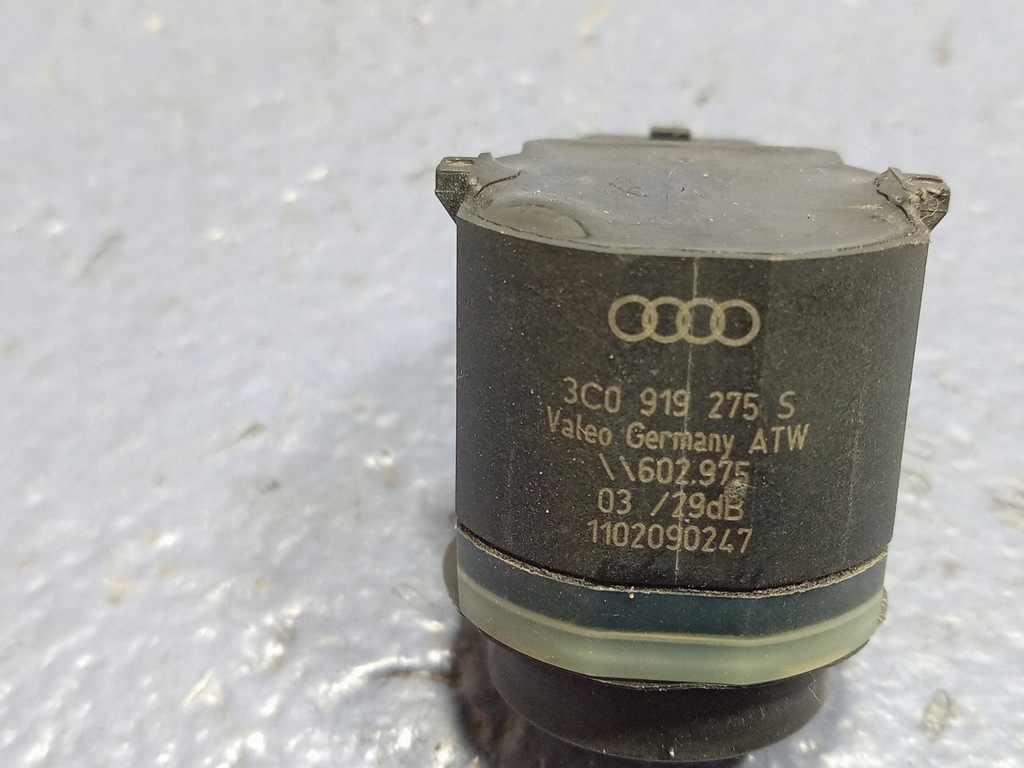 3C0 919 275 S
Valeo Germany ATW
\\602.975
03 /29dB
1102090247